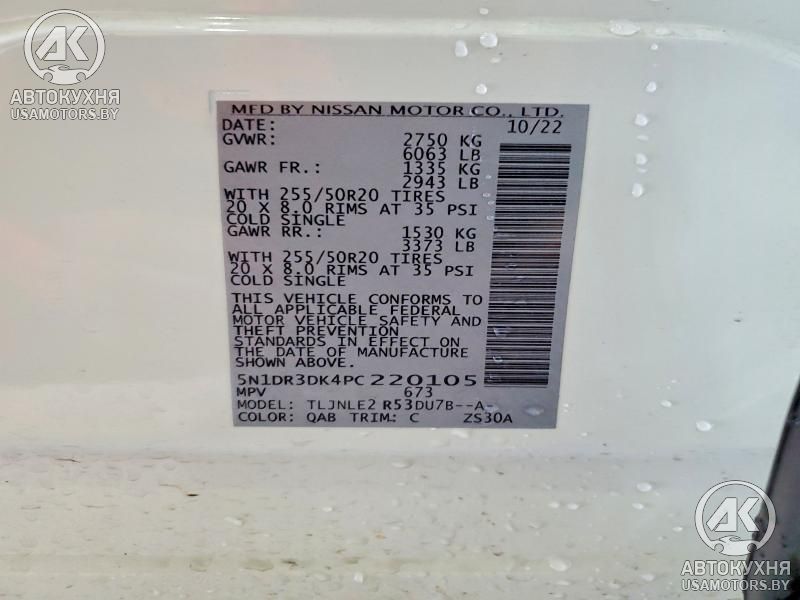 AK
АВТОКУХНЯ
USAMOTORS.BY
MFD BY NISSAN MOTOR CO., LTD.
DATE: 10/22
GVWR: 2750 KG
6063 LB
GAWR FR.: 1335 KG
2943 LB
WITH 255/50R20 TIRES
20 X 8.0 RIMS AT 35 PSI
COLD SINGLE
GAWR RR.: 1530 KG
3373 LB
WITH 255/50R20 TIRES
20 X 8.0 RIMS AT 35 PSI
COLD SINGLE
THIS VEHICLE CONFORMS TO
ALL APPLICABLE FEDERAL
MOTOR VEHICLE SAFETY AND
THEFT PREVENTION
STANDARDS IN EFFECT ON
THE DATE OF MANUFACTURE
SHOWN ABOVE.
5N1DR3DK4PC220105
MPV 673
MODEL: TLJNLE2 R53DU7B--A-
COLOR: QAB TRIM: C ZS30A
AK
АВТОКУХНЯ
USAMOTORS.BY